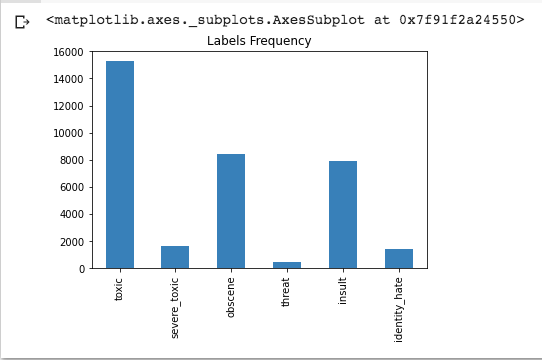 <matplotlib.axes._subplots.AxesSubplot at 0x7f91f2a24550>
Labels Frequency
16000
14000
12000
10000
8000
6000
4000
2000
0
toxic
severe_toxic
obscene
threat
insult
identity_hate